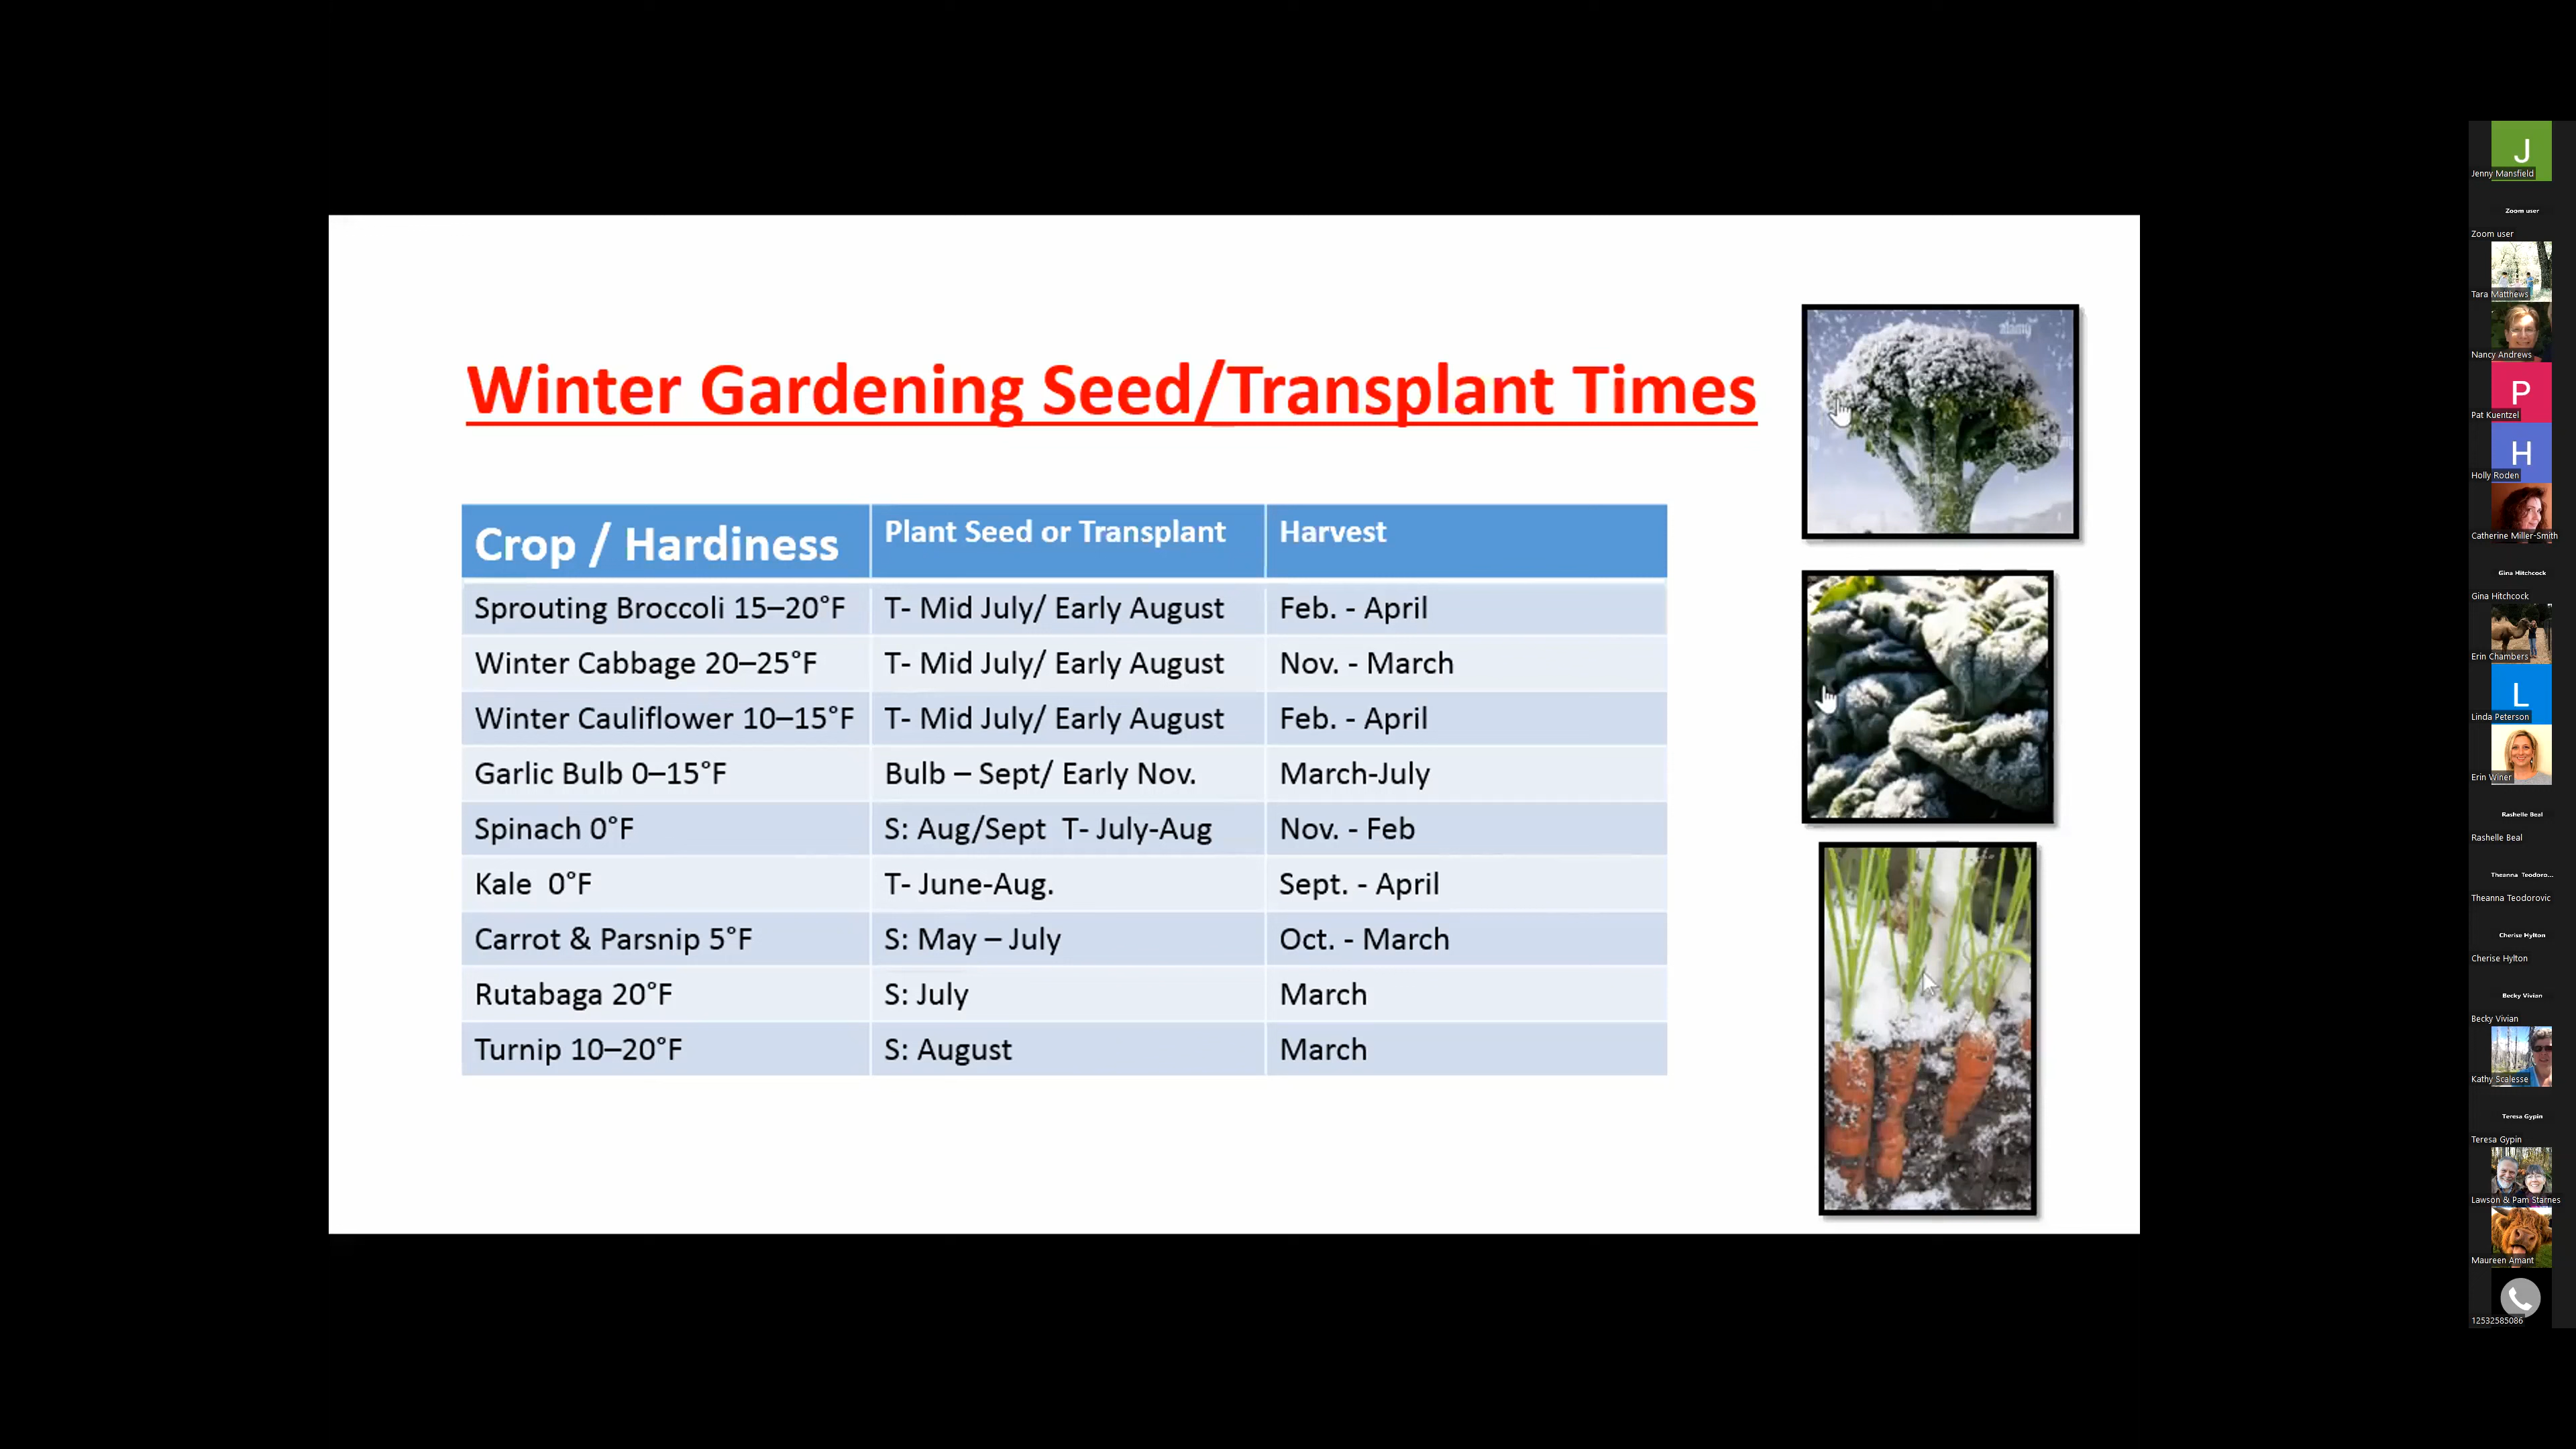 Winter Gardening Seed/Transplant Times
Crop / Hardiness Plant Seed or Transplant Harvest
Sprouting Broccoli 15–20°F T- Mid July/ Early August Feb. - April
Winter Cabbage 20–25°F T- Mid July/ Early August Nov. - March
Winter Cauliflower 10–15°F T- Mid July/ Early August Feb. - April
Garlic Bulb 0–15°F Bulb – Sept/ Early Nov. March-July
Spinach 0°F S: Aug/Sept T- July-Aug Nov. - Feb
Kale 0°F T- June-Aug. Sept. - April
Carrot & Parsnip 5°F S: May – July Oct. - March
Rutabaga 20°F S: July March
Turnip 10–20°F S: August March
alamy
J
Jenny Mansfield
Zoom user
Zoom user
Tara Matthews
Nancy Andrews
P
Pat Kuentzel
H
Holly Roden
Catherine Miller-Smith
Gina Hitchcock
Gina Hitchcock
Erin Chambers
L
Linda Peterson
Erin Winer
Rashelle Beal
Rashelle Beal
Theanna Teodoro...
Theanna Teodorovic
Cherise Hylton
Cherise Hylton
Becky Vivian
Becky Vivian
Kathy Scalesse
Teresa Gypin
Teresa Gypin
Lawson & Pam Starnes
Maureen Amant
12532585086